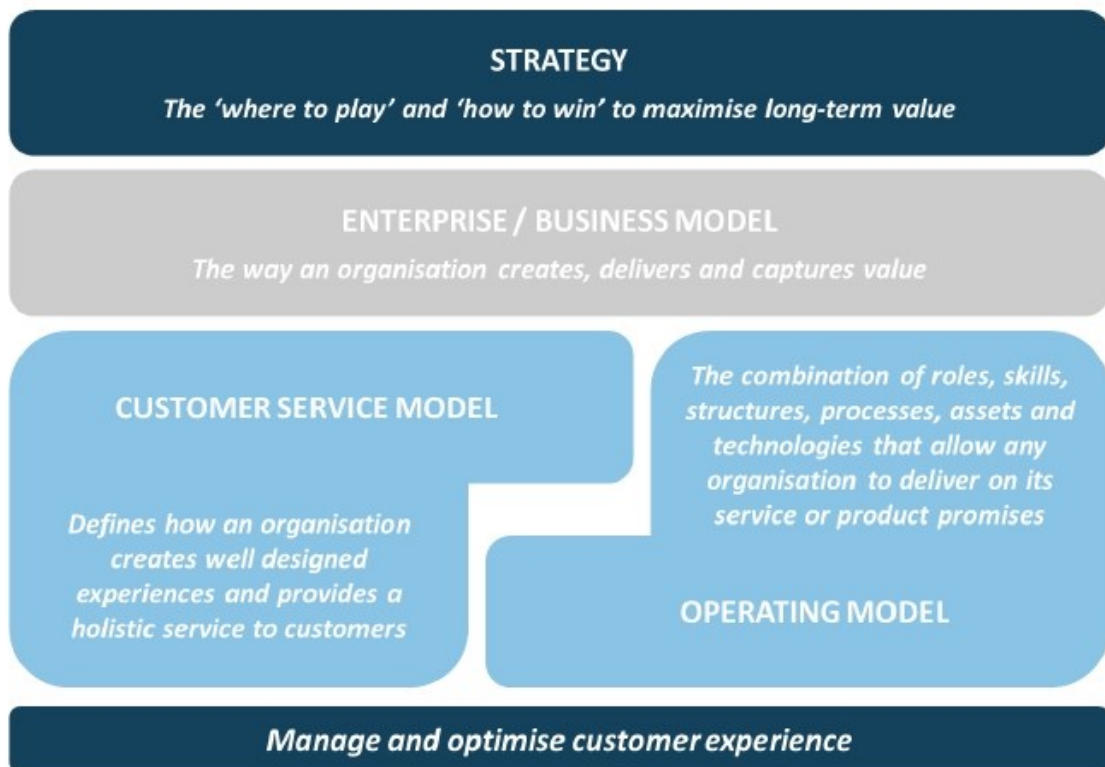 STRATEGY
The ‘where to play’ and ‘how to win’ to maximise long-term value
ENTERPRISE / BUSINESS MODEL
The way an organisation creates, delivers and captures value
CUSTOMER SERVICE MODEL
Defines how an organisation
creates well designed
experiences and provides a
holistic service to customers
The combination of roles, skills,
structures, processes, assets and
technologies that allow any
organisation to deliver on its
service or product promises
OPERATING MODEL
Manage and optimise customer experience